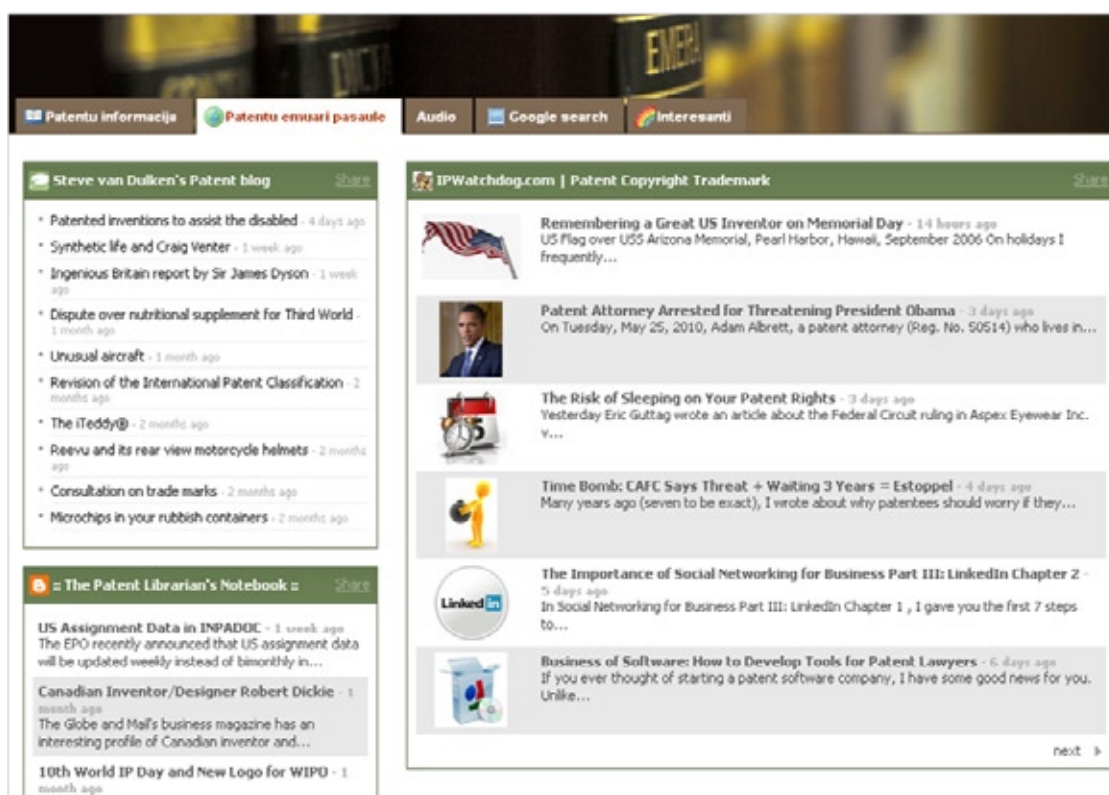 EMERA
Patentu informacija
Patentu emuari pasaule
Audio
Google search
Interesanti
Steve van Dulken's Patent blog
Share
Patented inventions to assist the disabled - 4 days ago
Synthetic life and Craig Venter - 1 week ago
Ingenious Britain report by Sir James Dyson - 1 week
ago
Dispute over nutritional supplement for Third World -
1 month ago
Unusual aircraft - 1 month ago
Revision of the International Patent Classification - 2
months ago
The iTeddy® - 2 months ago
Reevu and its rear view motorcycle helmets - 2 months
ago
Consultation on trade marks - 2 months ago
Microchips in your rubbish containers - 2 months ago
:: The Patent Librarian's Notebook ::
Share
US Assignment Data in INPADOC - 1 week ago
The EPO recently announced that US assignment data
will be updated weekly instead of bimonthly in...
Canadian Inventor/Designer Robert Dickie - 1
month ago
The Globe and Mail's business magazine has an
interesting profile of Canadian inventor and...
10th World IP Day and New Logo for WIPO - 1
month ago
IPWatchdog.com | Patent Copyright Trademark
Share
Remembering a Great US Inventor on Memorial Day - 14 hours ago
US Flag over USS Arizona Memorial, Pearl Harbor, Hawaii, September 2006 On holidays I
frequently...
Patent Attorney Arrested for Threatening President Obama - 3 days ago
On Tuesday, May 25, 2010, Adam Albrett, a patent attorney (Reg. No. 50514) who lives in...
The Risk of Sleeping on Your Patent Rights - 3 days ago
Yesterday Eric Guttag wrote an article about the Federal Circuit ruling in Aspex Eyewear Inc.
v...
5
Time Bomb: CAFC Says Threat + Waiting 3 Years = Estoppel - 4 days ago
Many years ago (seven to be exact), I wrote about why patentees should worry if they...
The Importance of Social Networking for Business Part III: LinkedIn Chapter 2 -
5 days ago
In Social Networking for Business Part III: LinkedIn Chapter 1 , I gave you the first 7 steps
to...
Linked in
Business of Software: How to Develop Tools for Patent Lawyers - 6 days ago
If you ever thought of starting a patent software company, I have some good news for you.
Unlike...
next